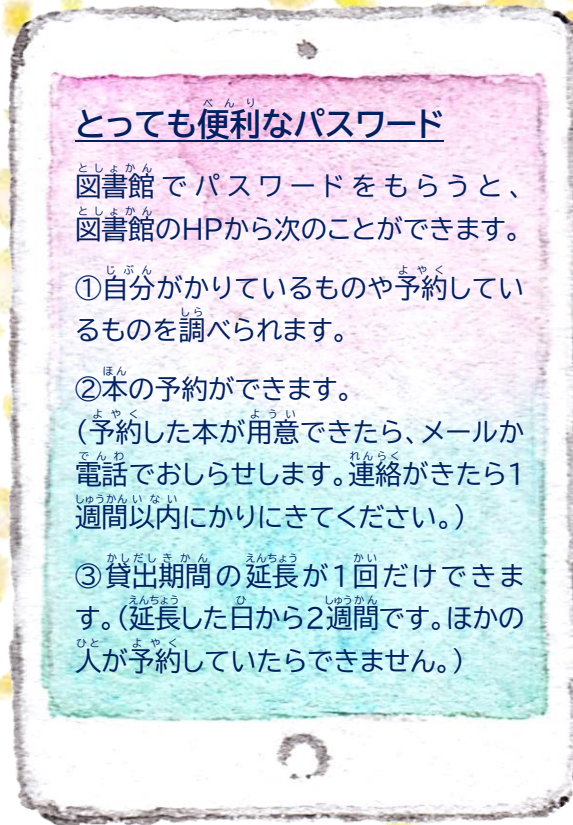 とっても便利なパスワード
図書館でパスワードをもらうと、
図書館のHPから次のことができます。
①自分がかりているものや予約してい
るものを調べられます。
②本の予約ができます。
（予約した本が用意できたら、メールか
電話でおしらせします。連絡がきたら1
週間以内にかりにきてください。）
③貸出期間の延長が1回だけできま
す。（延長した日から2週間です。ほかの
人が予約していたらできません。）